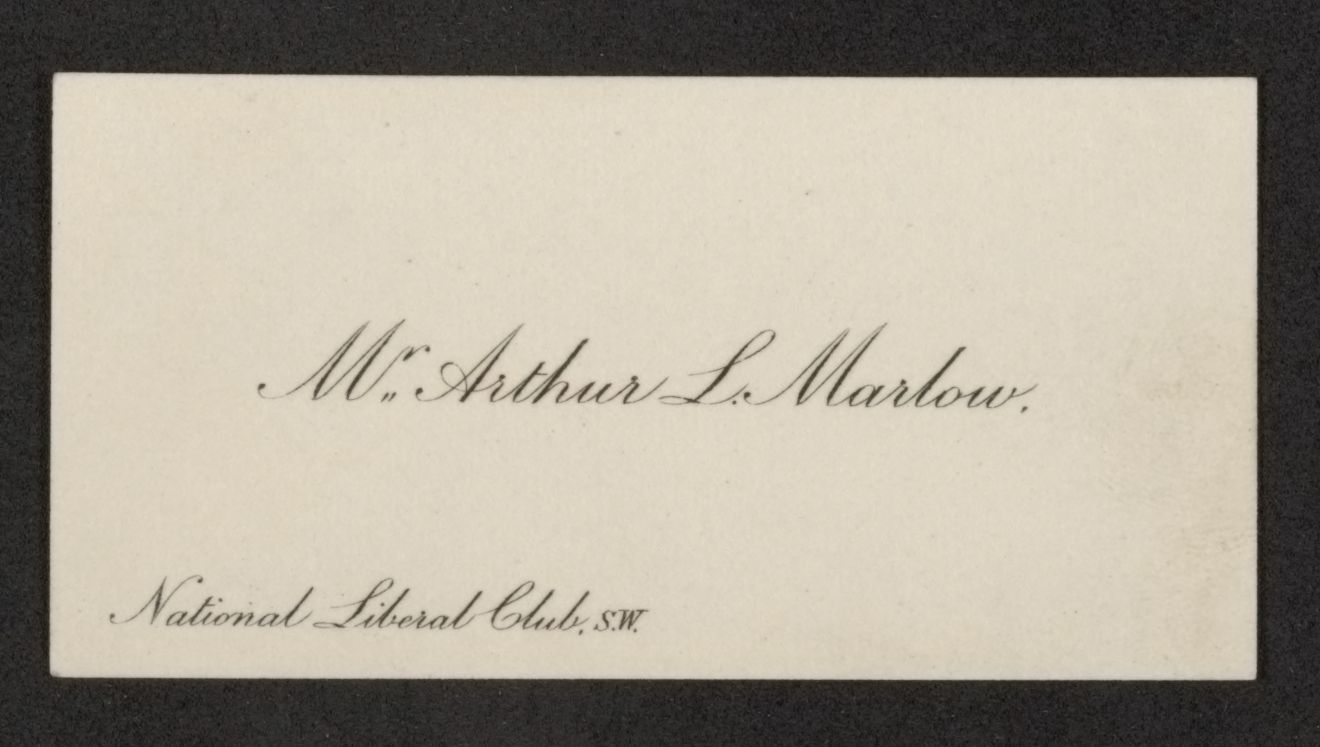 Mr. Arthur L. Marlow.
National Liberal Club, S.W.